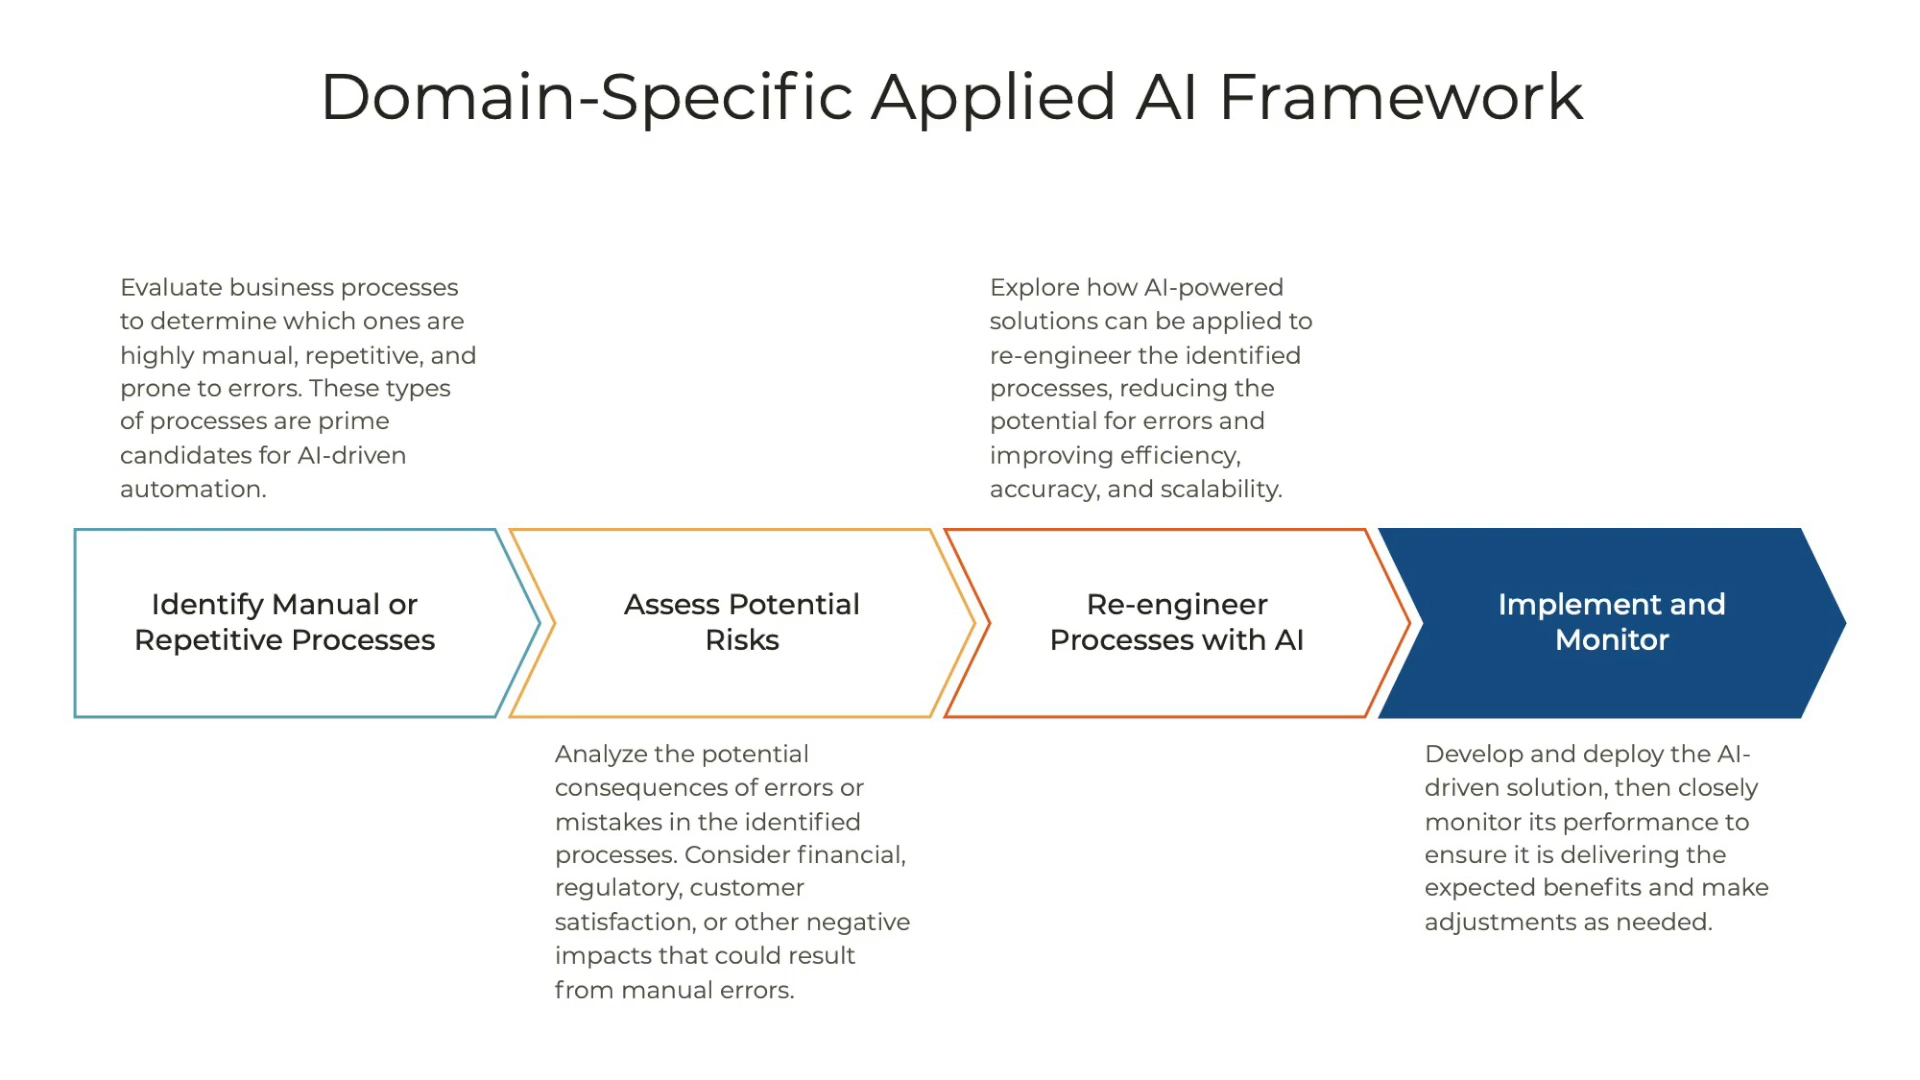 Domain-Specific Applied AI Framework
Evaluate business processes
to determine which ones are
highly manual, repetitive, and
prone to errors. These types
of processes are prime
candidates for AI-driven
automation.
Identify Manual or
Repetitive Processes
Assess Potential
Risks
Analyze the potential
consequences of errors or
mistakes in the identified
processes. Consider financial,
regulatory, customer
satisfaction, or other negative
impacts that could result
from manual errors.
Explore how AI-powered
solutions can be applied to
re-engineer the identified
processes, reducing the
potential for errors and
improving efficiency,
accuracy, and scalability.
Re-engineer
Processes with AI
Implement and
Monitor
Develop and deploy the AI-
driven solution, then closely
monitor its performance to
ensure it is delivering the
expected benefits and make
adjustments as needed.